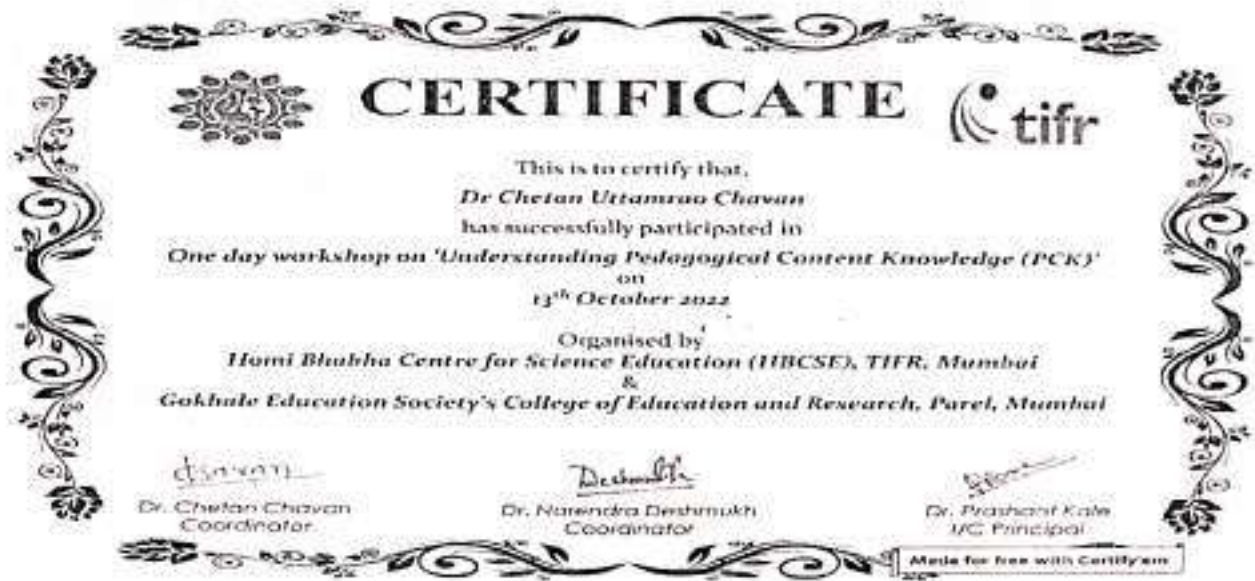 CERTIFICATE
tifr
This is to certify that,
Dr Chetan Uttamrao Chavan
has successfully participated in
One day workshop on 'Understanding Pedagogical Content Knowledge (PCK)'
on
13th October 2022
Organised by
Homi Bhabha Centre for Science Education (HBCSE), TIFR, Mumbai
&
Gokhale Education Society's College of Education and Research, Parel, Mumbai
Deshmukh
Dr. Chetan Chavan
Coordinator
Dr. Narendra Deshmukh
Coordinator
Dr. Prashant Kale
I/C Principal
Made for free with Certify'em